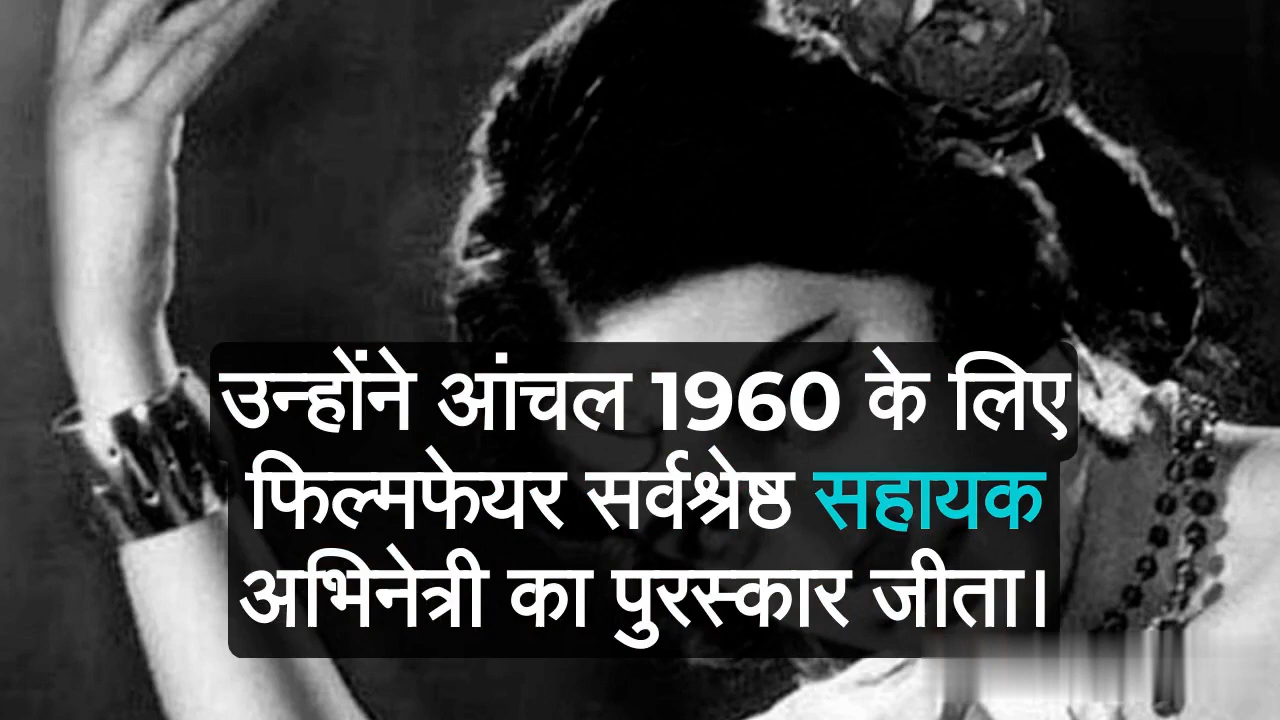 उन्होंने आंचल 1960 के लिए
फिल्मफेयर सर्वश्रेष्ठ सहायक
अभिनेत्री का पुरस्कार जीता।